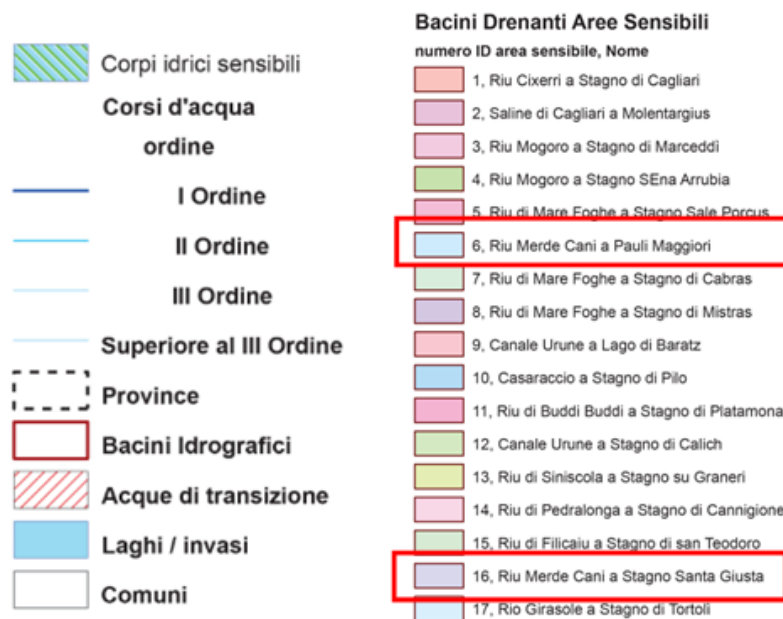 Corpi idrici sensibili
Corsi d'acqua
ordine
I Ordine
II Ordine
III Ordine
Superiore al III Ordine
Province
Bacini Idrografici
Acque di transizione
Laghi / invasi
Comuni
Bacini Drenanti Aree Sensibili
numero ID area sensibile, Nome
1, Riu Cixerri a Stagno di Cagliari
2, Saline di Cagliari a Molentargius
3, Riu Mogoro a Stagno di Marceddì
4, Riu Mogoro a Stagno SEna Arrubia
5, Riu di Mare Foghe a Stagno Sale Porcus
6, Riu Merde Cani a Pauli Maggiori
7, Riu di Mare Foghe a Stagno di Cabras
8, Riu di Mare Foghe a Stagno di Mistras
9, Canale Urune a Lago di Baratz
10, Casaraccio a Stagno di Pilo
11, Riu di Buddi Buddi a Stagno di Platamona
12, Canale Urune a Stagno di Calich
13, Riu di Siniscola a Stagno su Graneri
14, Riu di Pedralonga a Stagno di Cannigione
15, Riu di Filicaiu a Stagno di san Teodoro
16, Riu Merde Cani a Stagno Santa Giusta
17, Rio Girasole a Stagno di Tortolì